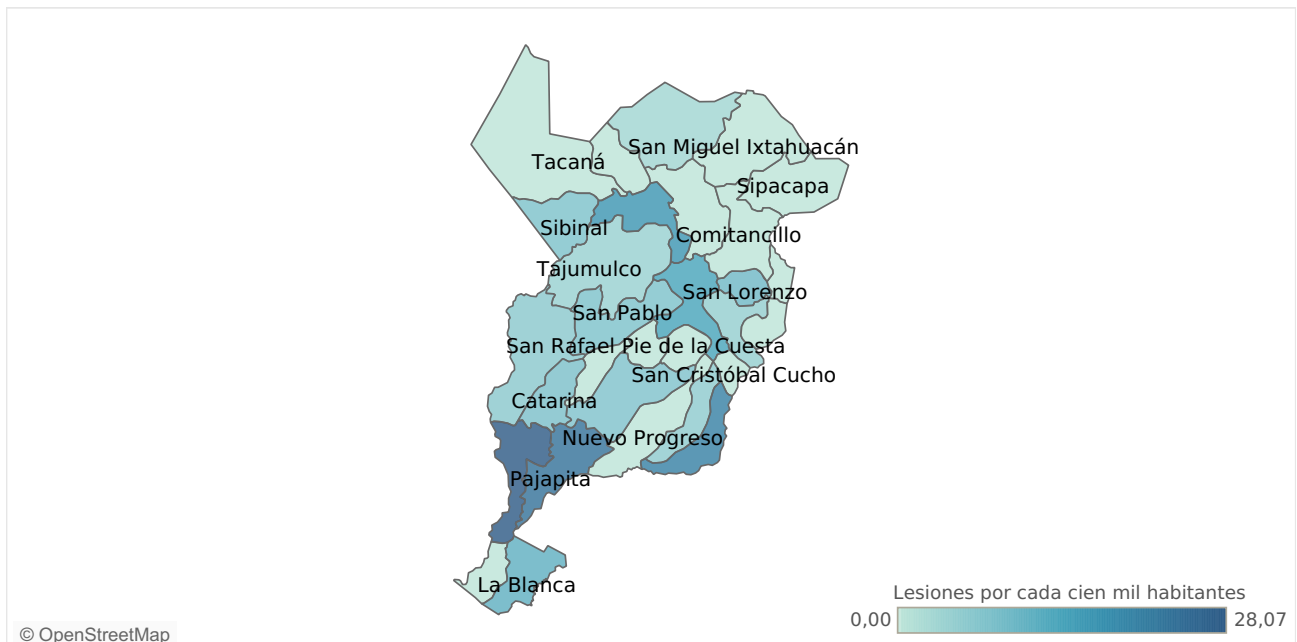 San Miguel Ixtahuacán
Tacaná
Sipacapa
Sibinal
Comitancillo
Tajumulco
San Lorenzo
San Pablo
San Rafael Pie de la Cuesta
San Cristóbal Cucho
Catarina
Nuevo Progreso
Pajapita
La Blanca
Lesiones por cada cien mil habitantes
0,00 28,07
© OpenStreetMap